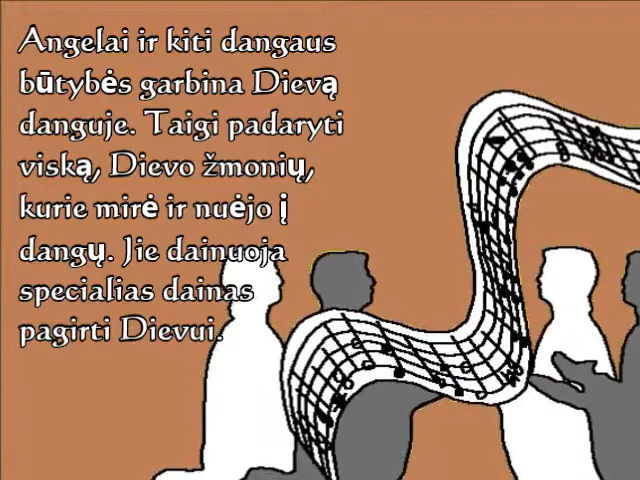 Angelai ir kiti dangaus
būtybės garbina Dievą
danguje. Taigi padaryti
viską, Dievo žmonių,
kurie mirė ir nuėjo į
dangų. Jie dainuoja
specialias dainas
pagirti Dievui.